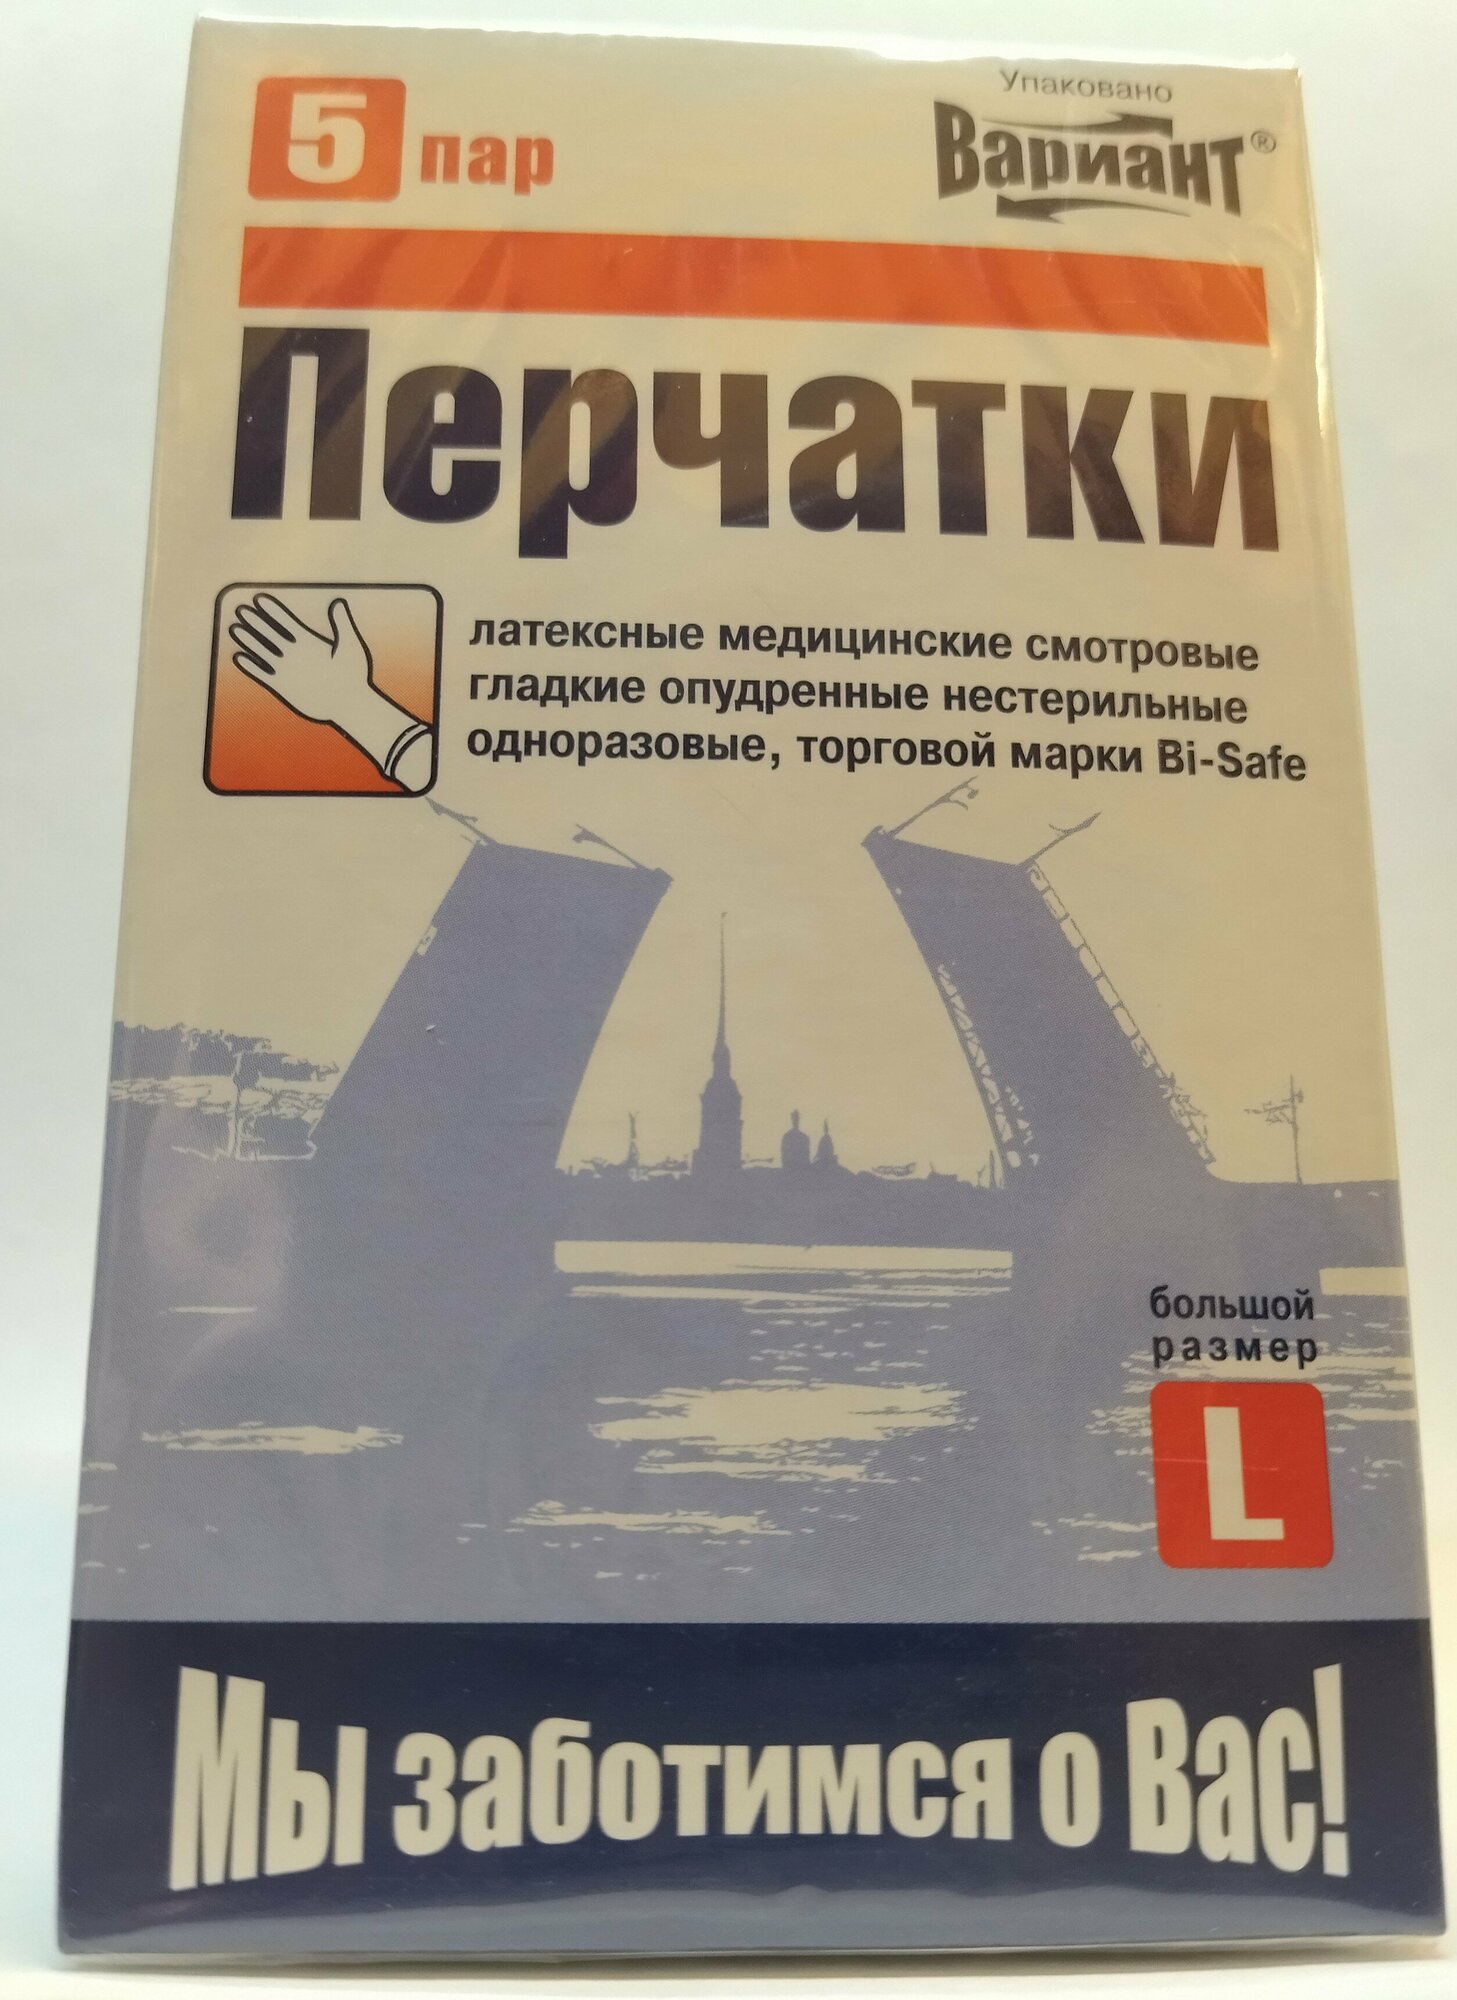 5 пар
Упаковано
Вариант®
Перчатки
латексные медицинские смотровые
гладкие опудренные нестерильные
одноразовые, торговой марки Bi-Safe
большой
размер
L
Мы заботимся о Вас!